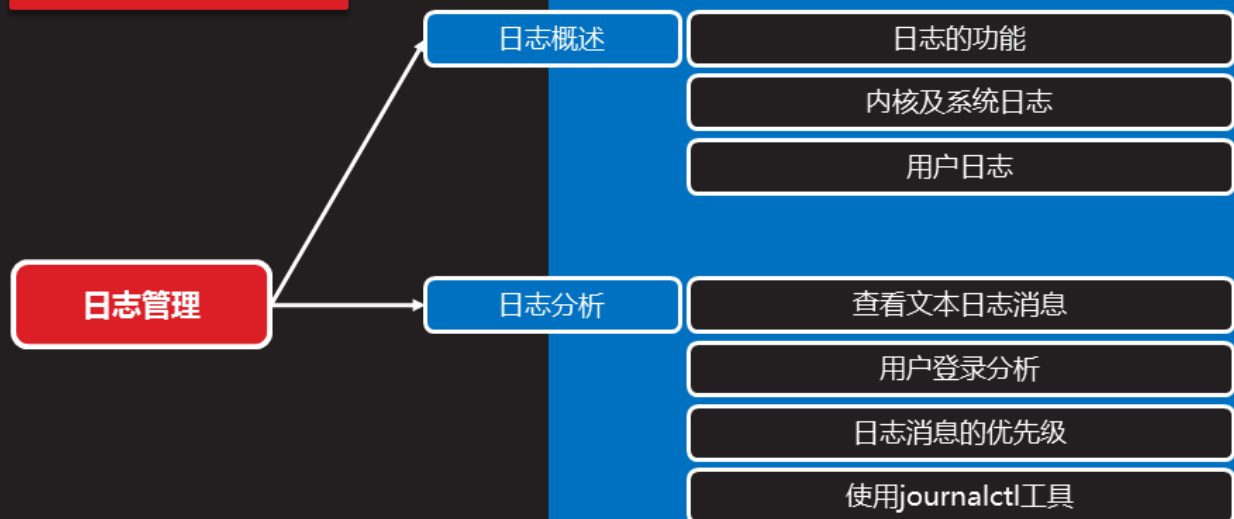 日志概述
日志的功能
内核及系统日志
用户日志
日志管理
日志分析
查看文本日志消息
用户登录分析
日志消息的优先级
使用journalctl工具